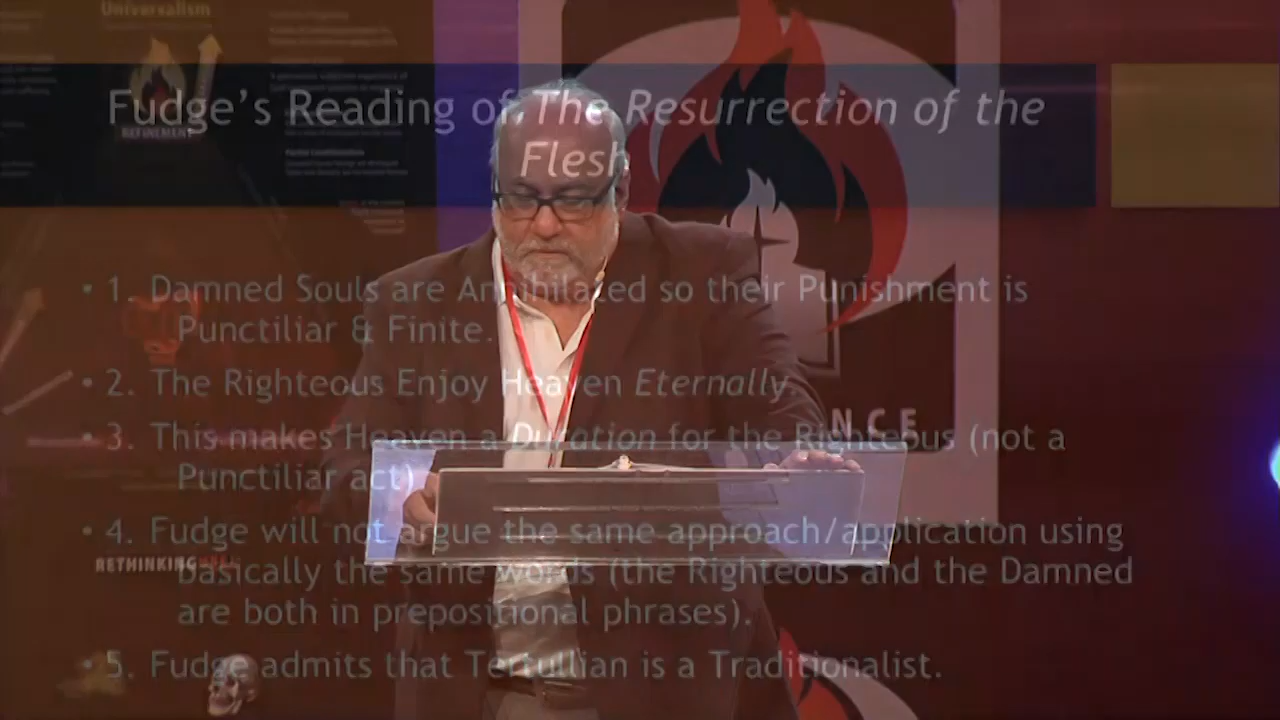 Universalism
REFINEMENT
Fudge's Reading of The Resurrection of the
Flesh
• 1. Damned Souls are Annihilated so their Punishment is
Punctiliar & Finite.
• 2. The Righteous Enjoy Heaven Eternally.
• 3. This makes Heaven a Duration for the Righteous (not a
Punctiliar act)
• 4. Fudge will not argue the same approach/application using
basically the same words (the Righteous and the Damned
are both in prepositional phrases).
• 5. Fudge admits that Tertullian is a Traditionalist.
NCE
RETHINKING